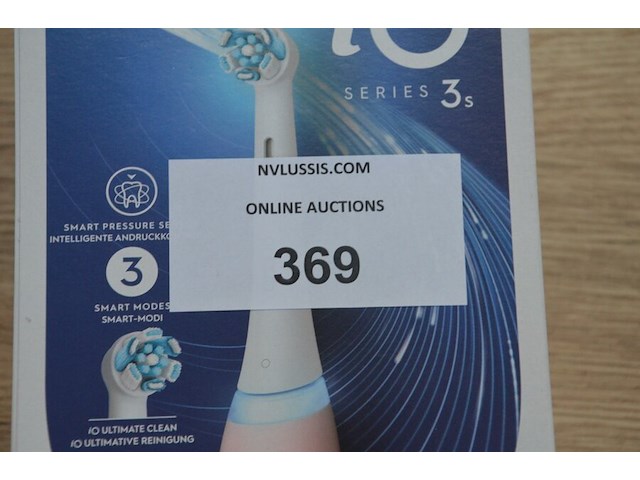 iO
SERIES 3s
NVLUSSIS.COM
ONLINE AUCTIONS
369
SMART PRESSURE SE
INTELLIGENTE ANDRUCKKO
3
SMART MODES
SMART-MODI
iO ULTIMATE CLEAN
iO ULTIMATIVE REINIGUNG